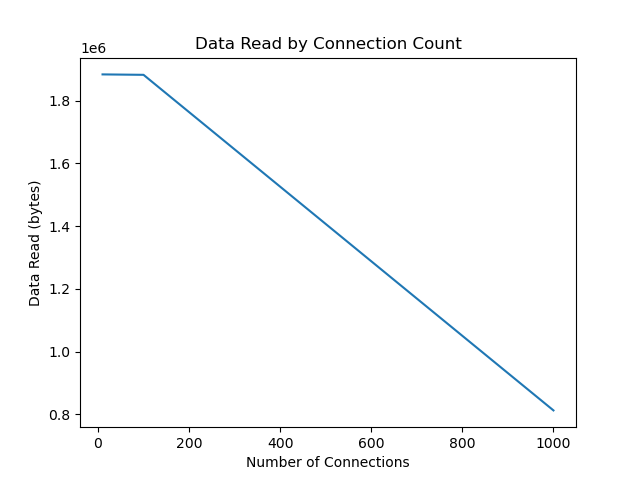 Data Read by Connection Count
1e6
1.8
1.6
1.4
1.2
1.0
0.8
Data Read (bytes)
0 200 400 600 800 1000
Number of Connections